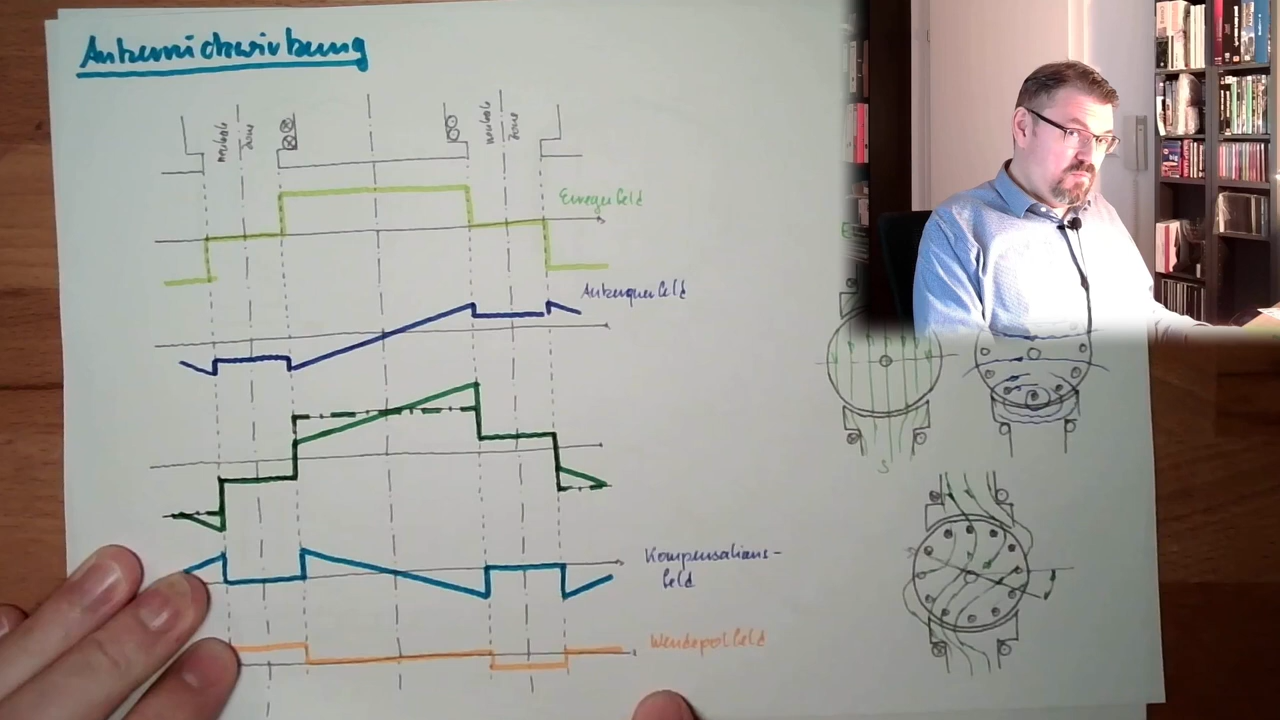 Ankerrückwirkung
neutrale
Zone
neutrale
Zone
Erregerfeld
Ankerquerfeld
Kompensations-
feld
Wendepolfeld
S